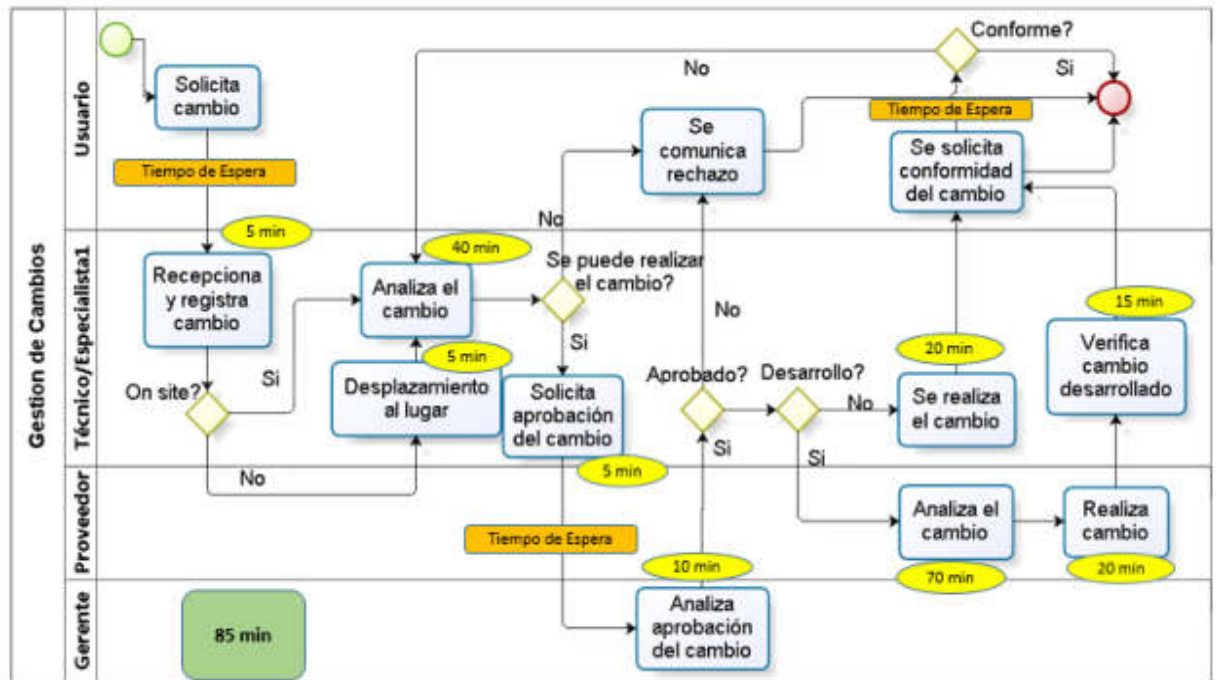 Gestion de Cambios
Usuario
Solicita
cambio
Tiempo de Espera
Se
comunica
rechazo
No
No
Conforme?
Si
Tiempo de Espera
Se solicita
conformidad
del cambio
Técnico/Especialista1
5 min
Recepciona
y registra
cambio
On site?
Si
No
40 min
Analiza el
cambio
5 min
Desplazamiento
al lugar
Se puede realizar
el cambio?
Si
Solicita
aprobación
del cambio
5 min
No
Aprobado?
Si
Desarrollo?
No
Si
20 min
Se realiza
el cambio
15 min
Verifica
cambio
desarrollado
Proveedor
Tiempo de Espera
Analiza el
cambio
70 min
Realiza
cambio
20 min
Gerente
85 min
10 min
Analiza
aprobación
del cambio